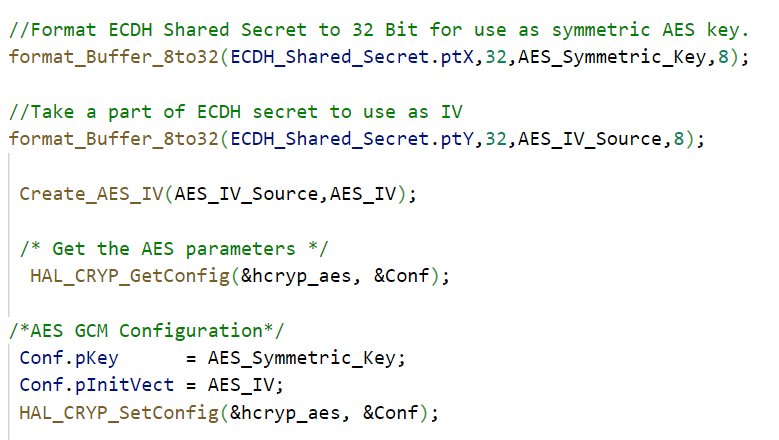 //Format ECDH Shared Secret to 32 Bit for use as symmetric AES key.
format_Buffer_8to32(ECDH_Shared_Secret.ptX,32,AES_Symmetric_Key,8);
//Take a part of ECDH secret to use as IV
format_Buffer_8to32(ECDH_Shared_Secret.ptY,32,AES_IV_Source,8);
Create_AES_IV(AES_IV_Source,AES_IV);
/* Get the AES parameters */
HAL_CRYP_GetConfig(&hcryp_aes, &Conf);
/*AES GCM Configuration*/
Conf.pKey      = AES_Symmetric_Key;
Conf.pInitVect = AES_IV;
HAL_CRYP_SetConfig(&hcryp_aes, &Conf);